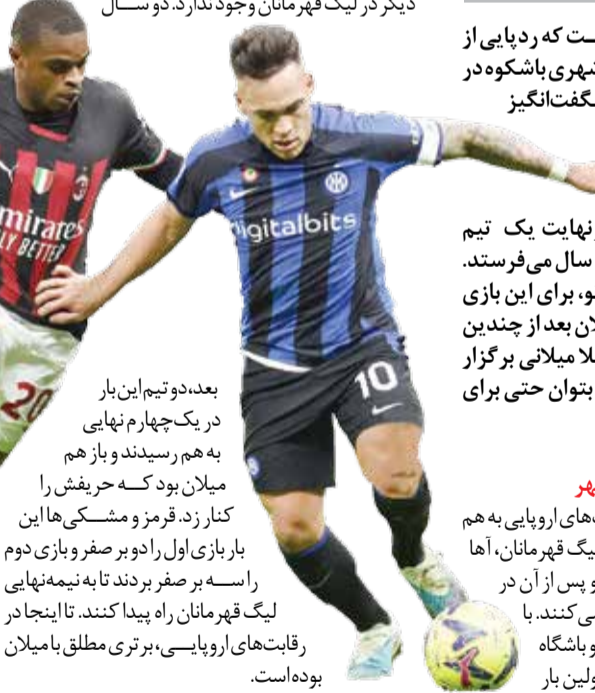 دیگر در لیگ قهرمانان وجود ندارد. دو سال
ست که ردپایی از
شهری باشکوه در
گفت‌انگیز
نهایت یک تیم
سال می‌فرستد.
و، برای این بازی
لان بعد از چندین
لا میلانی برگزار
بتوان حتی برای
هر
‌های اروپایی به هم
لیگ قهرمانان، آها
و پس از آن در
می‌کنند. با
و باشگاه
ولین بار
بعد، دو تیم این بار
در یک‌چهارم نهایی
به هم رسیدند و باز هم
میلان بود که حریفش را
کنار زد. قرمز و مشکی‌ها این
بار بازی اول را دو بر صفر و بازی دوم
را سه بر صفر بردند تا به نیمه‌نهایی
لیگ قهرمانان راه پیدا کنند. تا اینجا در
رقابت‌های اروپایی، برتری مطلق با میلان
بوده است.
mirates
LY BETTER
20
igitalbits
10